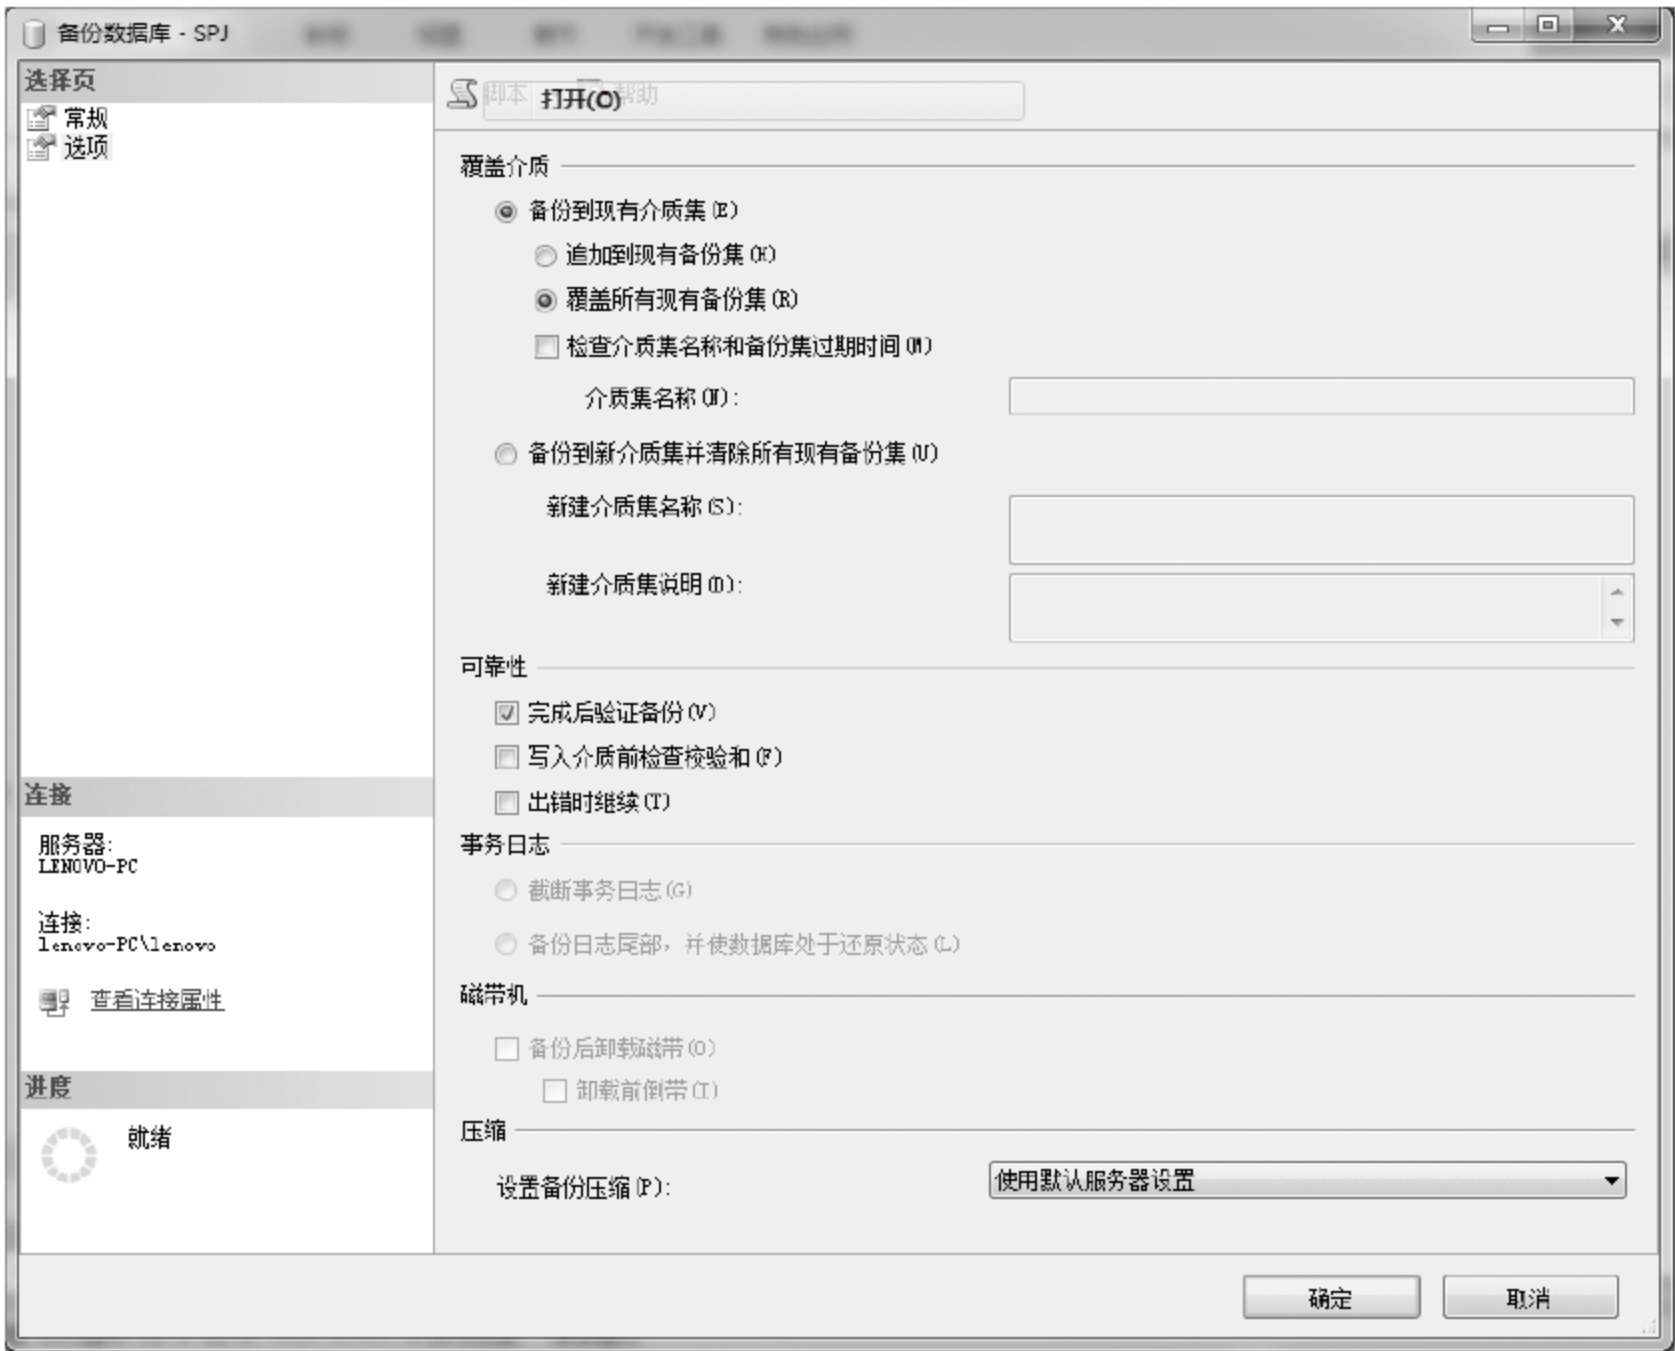 备份数据库 - SPJ
选择页
常规
选项
脚本
打开(O)
帮助
覆盖介质
备份到现有介质集(E)
追加到现有备份集(H)
覆盖所有现有备份集(R)
检查介质集名称和备份集过期时间(M)
介质集名称(N):
备份到新介质集并清除所有现有备份集(U)
新建介质集名称(S):
新建介质集说明(D):
可靠性
完成后验证备份(V)
写入介质前检查校验和(F)
出错时继续(T)
事务日志
截断事务日志(G)
备份日志尾部，并使数据库处于还原状态(L)
磁带机
备份后卸载磁带(O)
卸载前倒带(I)
压缩
设置备份压缩(P):
使用默认服务器设置
连接
服务器:
LENOVO-PC
连接:
lenovo-PC\lenovo
查看连接属性
进度
就绪
确定
取消